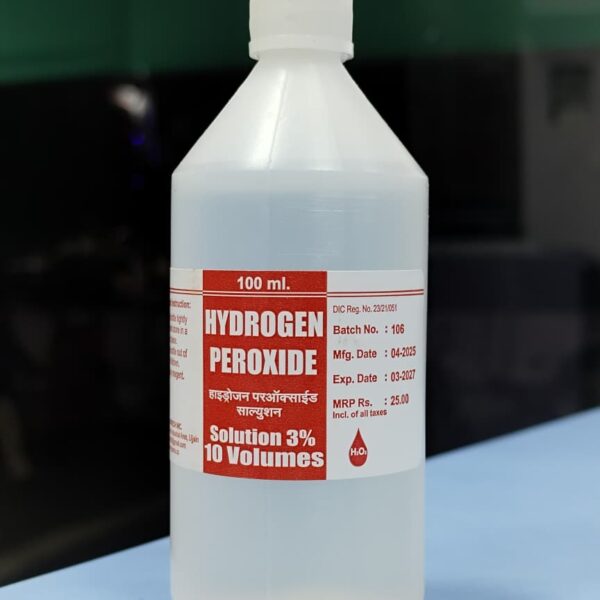 100 ml.
HYDROGEN
PEROXIDE
हाइड्रोजन परऑक्साईड
साल्युशन
Solution 3%
10 Volumes
DIC Reg. No. 23/21/051
Batch No. : 106
Mfg. Date : 04-2025
Exp. Date : 03-2027
MRP Rs. : 25.00
Incl. of all taxes
H₂O₂